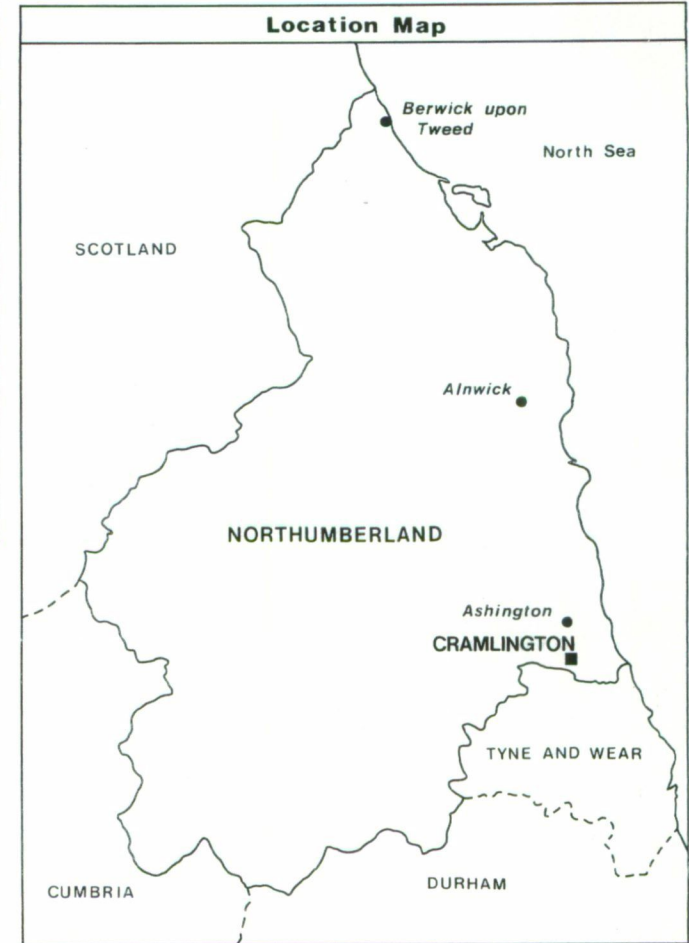 Location Map
Berwick upon
Tweed
North Sea
SCOTLAND
Alnwick
NORTHUMBERLAND
Ashington
CRAMLINGTON
TYNE AND WEAR
DURHAM
CUMBRIA